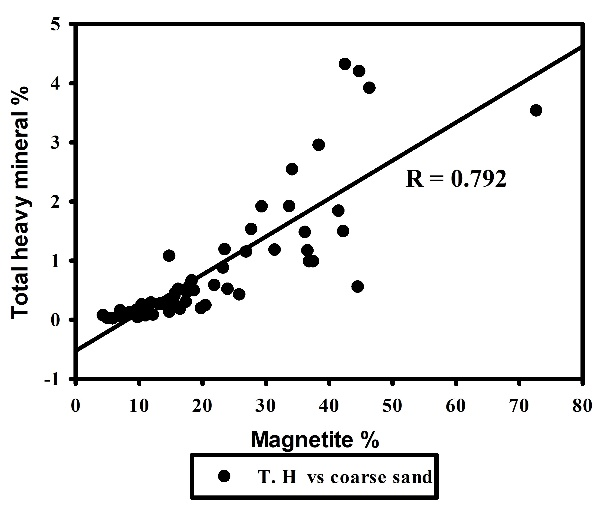 5
4
3
2
1
0
-1
Total heavy mineral %
R = 0.792
0 10 20 30 40 50 60 70 80
Magnetite %
T. H vs coarse sand